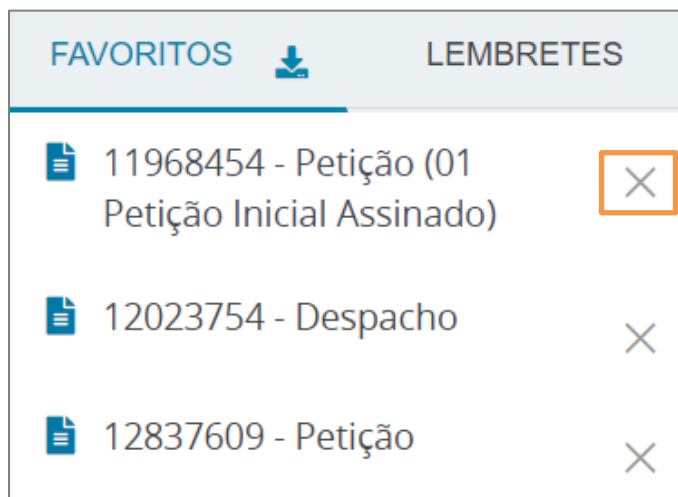 FAVORITOS LEMBRETES
11968454 - Petição (01
Petição Inicial Assinado)
12023754 - Despacho
12837609 - Petição